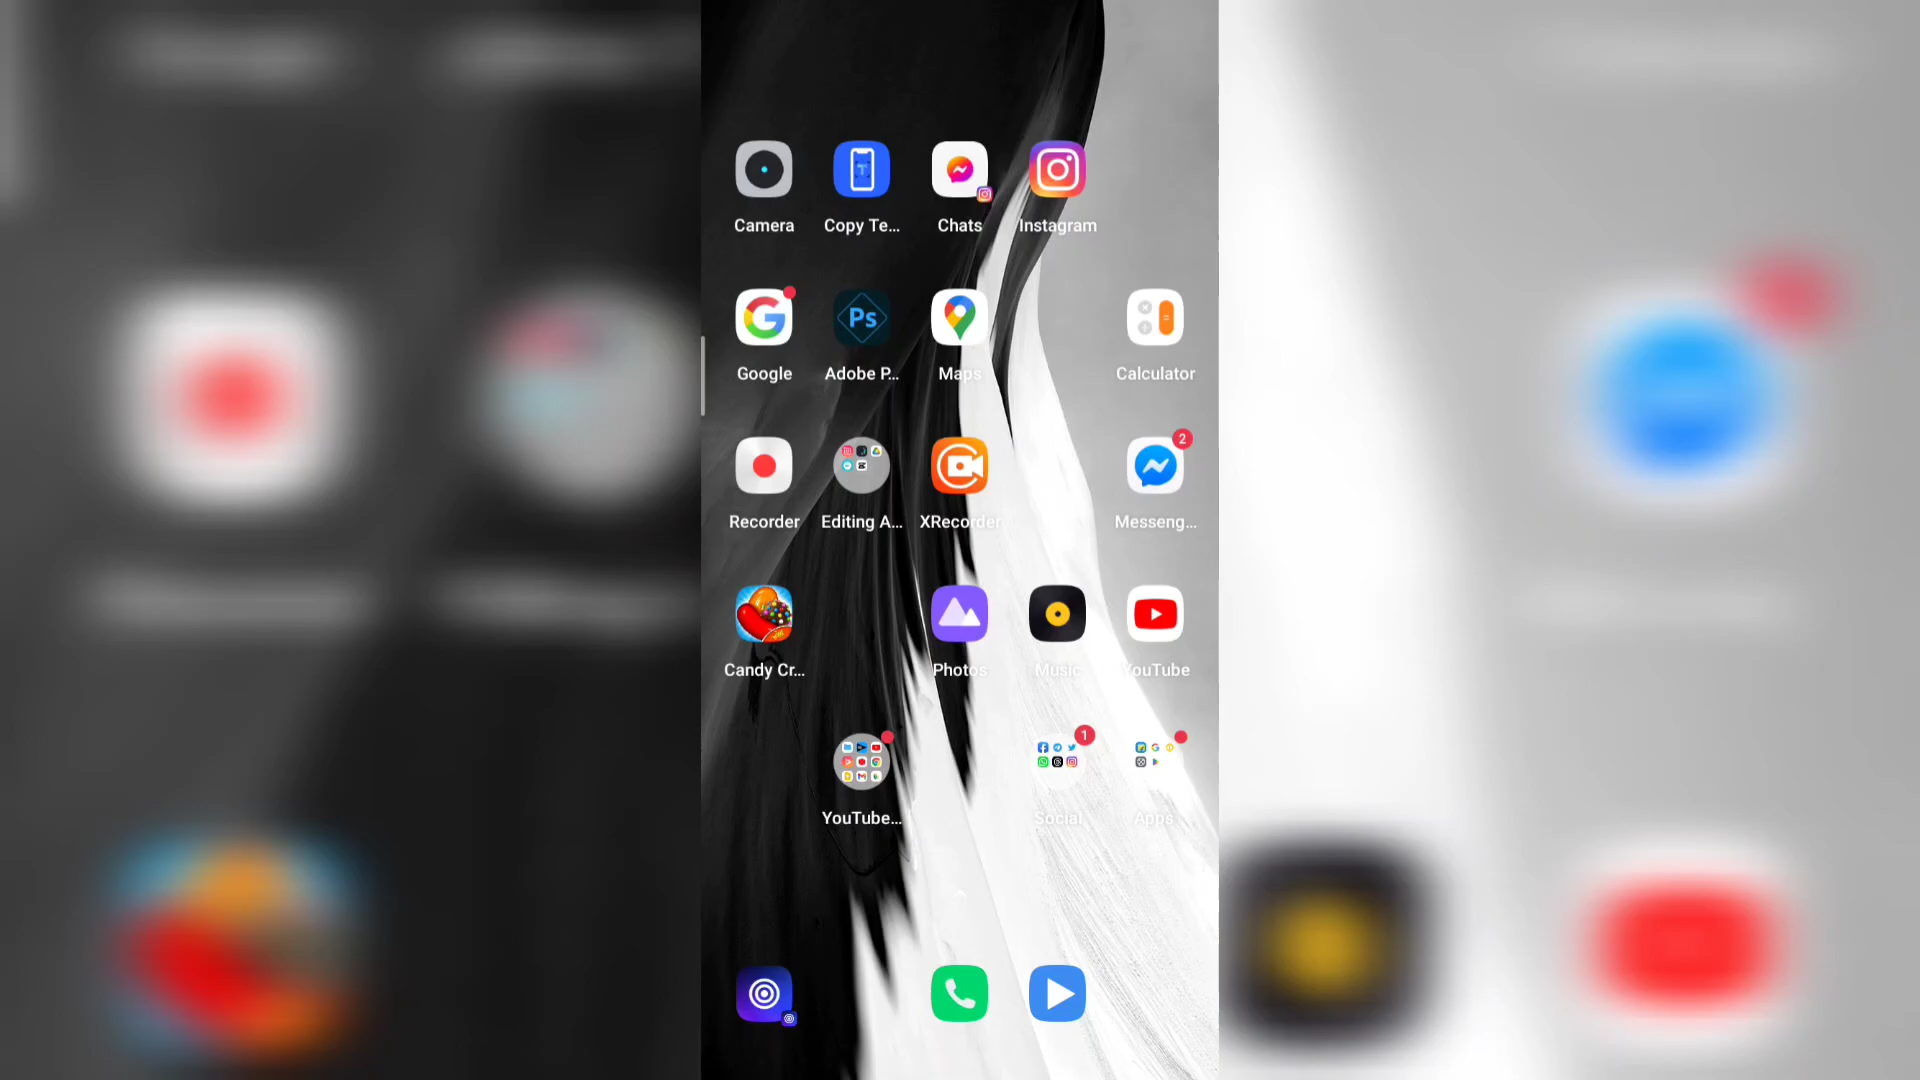 Camera
Copy Te...
Chats
Instagram
Google
Ps
Adobe P...
Maps
Calculator
Recorder
Editing A...
XRecorder
2
Messeng...
Candy Cr...
Photos
Music
YouTube
YouTube...
1
Social
Apps